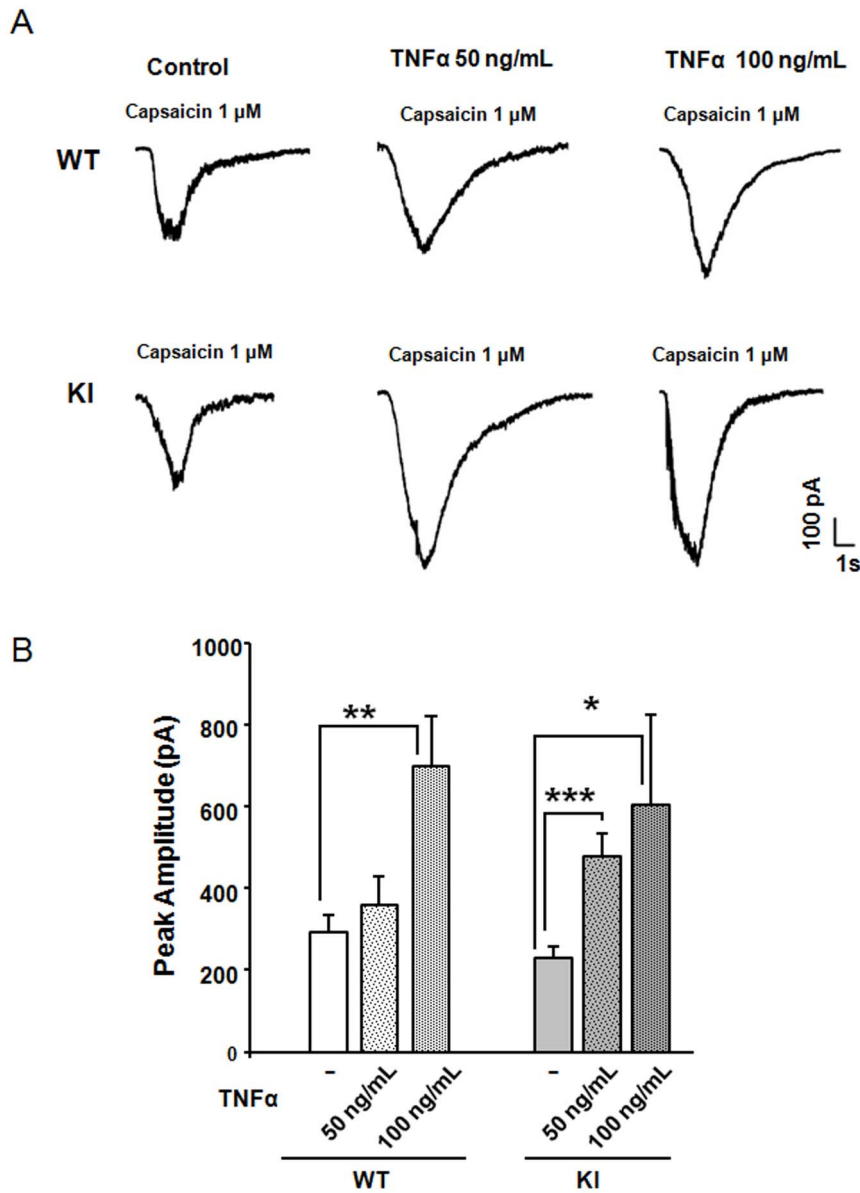 A
Control
TNFα 50 ng/mL
TNFα 100 ng/mL
Capsaicin 1 µM
Capsaicin 1 µM
Capsaicin 1 µM
WT
Capsaicin 1 µM
Capsaicin 1 µM
Capsaicin 1 µM
KI
100 pA
1s
B
Peak Amplitude (pA)
1000
800
600
400
200
0
**
*
***
TNFα
–
50 ng/mL
100 ng/mL
–
50 ng/mL
100 ng/mL
WT
KI